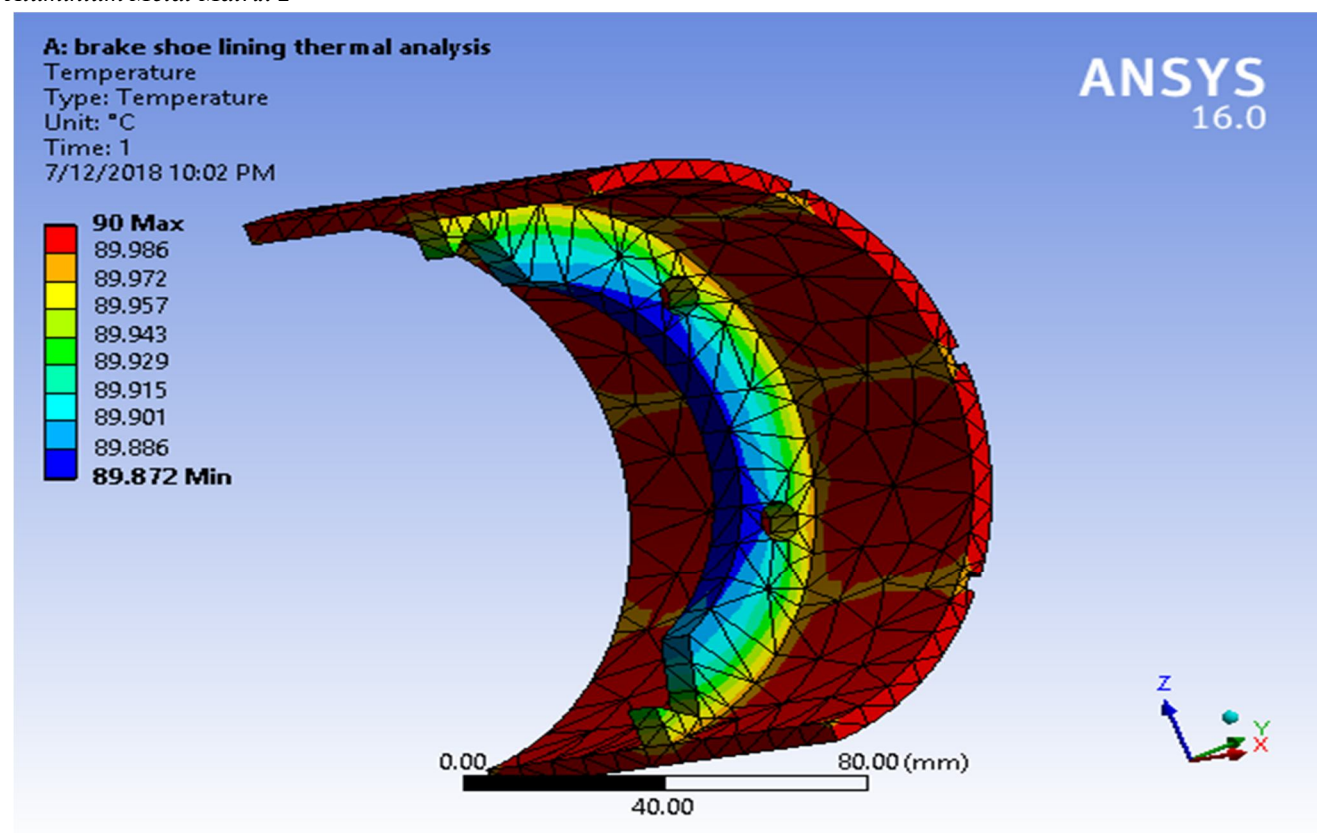 A: brake shoe lining thermal analysis
Temperature
Type: Temperature
Unit: °C
Time: 1
7/12/2018 10:02 PM
ANSYS
16.0
90 Max
89.986
89.972
89.957
89.943
89.929
89.915
89.901
89.886
89.872 Min
Z
Y
X
0.00
80.00 (mm)
40.00